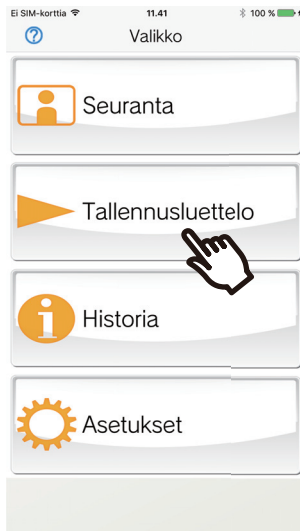 Ei SIM-korttia 11.41 100 %
Valikko
Seuranta
Tallennusluettelo
Historia
Asetukset